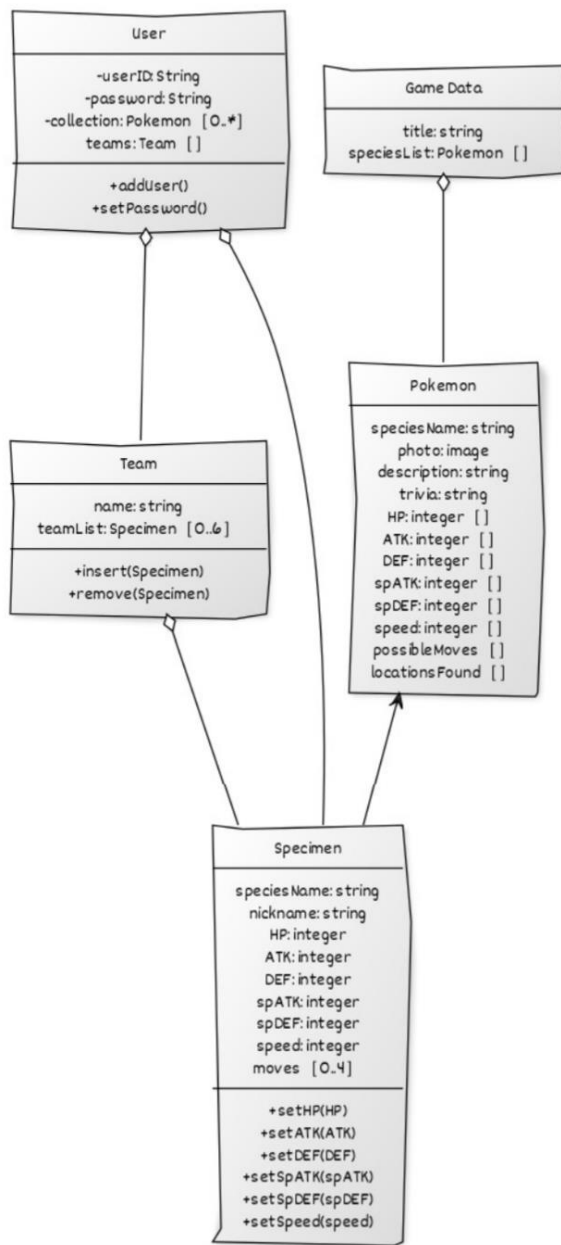 User
-userID: String
-password: String
-collection: Pokemon [0..*]
teams: Team []
+addUser()
+setPassword()
Game Data
title: string
speciesList: Pokemon []
Pokemon
speciesName: string
photo: image
description: string
trivia: string
HP: integer []
ATK: integer []
DEF: integer []
spATK: integer []
spDEF: integer []
speed: integer []
possibleMoves []
locationsFound []
Team
name: string
teamList: Specimen [0..6]
+insert(Specimen)
+remove(Specimen)
Specimen
speciesName: string
nickname: string
HP: integer
ATK: integer
DEF: integer
spATK: integer
spDEF: integer
speed: integer
moves [0..4]
+setHP(HP)
+setATK(ATK)
+setDEF(DEF)
+setSpATK(spATK)
+setSpDEF(spDEF)
+setSpeed(speed)